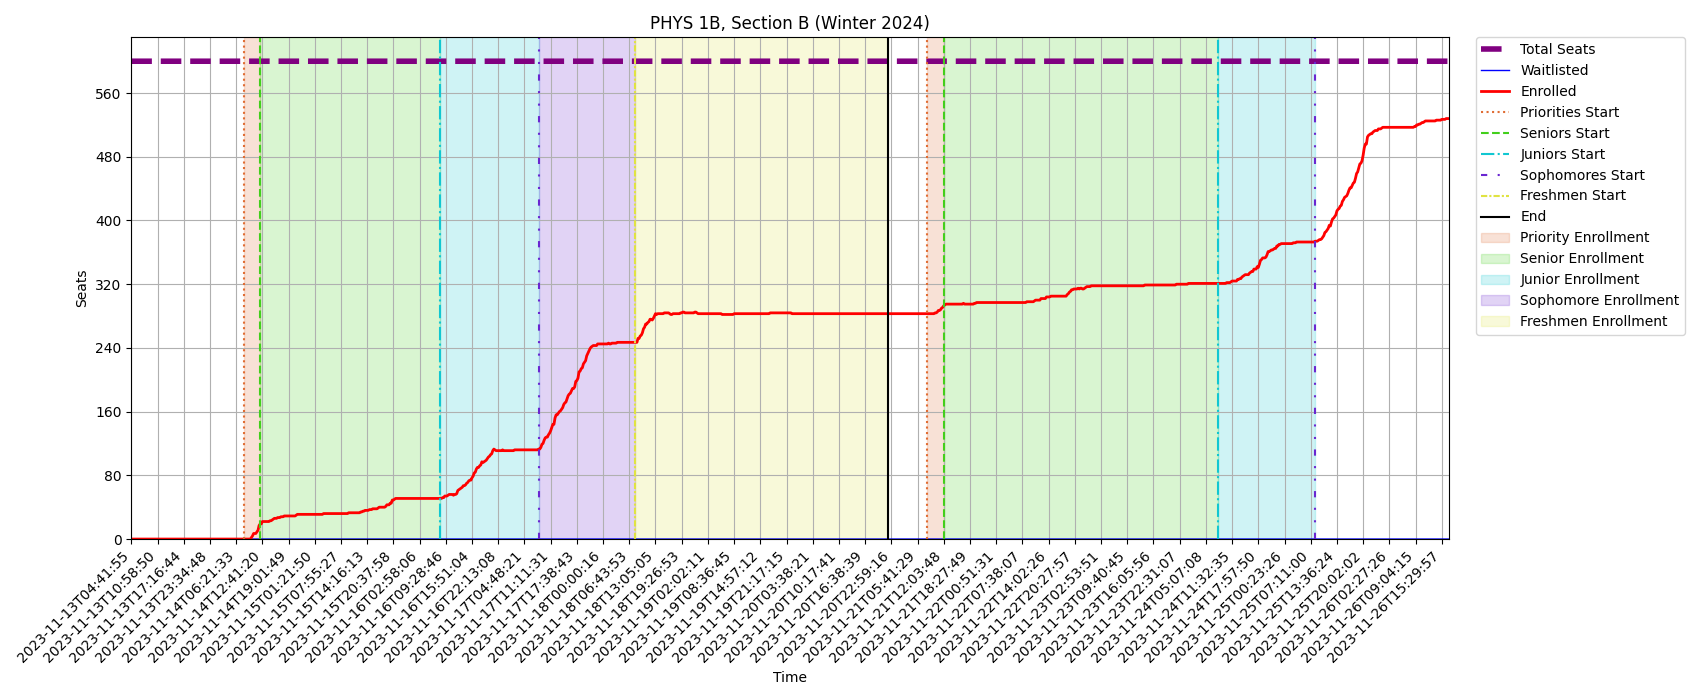 PHYS 1B, Section B (Winter 2024)
Total Seats
Waitlisted
Enrolled
Priorities Start
Seniors Start
Juniors Start
Sophomores Start
Freshmen Start
End
Priority Enrollment
Senior Enrollment
Junior Enrollment
Sophomore Enrollment
Freshmen Enrollment
Seats
560
480
400
320
240
160
80
0
2023-11-13T04:41:55
2023-11-13T10:58:50
2023-11-13T17:16:44
2023-11-13T23:34:48
2023-11-14T06:21:33
2023-11-14T12:41:20
2023-11-14T19:01:49
2023-11-15T01:21:50
2023-11-15T07:55:27
2023-11-15T14:16:13
2023-11-15T20:37:58
2023-11-16T02:58:06
2023-11-16T09:28:46
2023-11-16T15:51:04
2023-11-16T22:13:08
2023-11-17T04:48:21
2023-11-17T11:11:31
2023-11-17T17:38:43
2023-11-18T00:00:16
2023-11-18T06:43:53
2023-11-18T13:05:05
2023-11-18T19:26:53
2023-11-19T02:02:11
2023-11-19T08:36:45
2023-11-19T14:57:12
2023-11-19T21:17:15
2023-11-20T03:38:21
2023-11-20T10:17:41
2023-11-20T16:38:39
2023-11-20T22:59:16
2023-11-21T05:41:29
2023-11-21T12:03:48
2023-11-21T18:27:49
2023-11-22T00:51:31
2023-11-22T07:38:07
2023-11-22T14:02:26
2023-11-22T20:27:57
2023-11-23T02:53:51
2023-11-23T09:40:45
2023-11-23T16:05:56
2023-11-23T22:31:07
2023-11-24T05:07:08
2023-11-24T11:32:35
2023-11-24T17:57:50
2023-11-25T00:23:26
2023-11-25T07:11:00
2023-11-25T13:36:24
2023-11-25T20:02:02
2023-11-26T02:27:26
2023-11-26T09:04:15
2023-11-26T15:29:57
Time